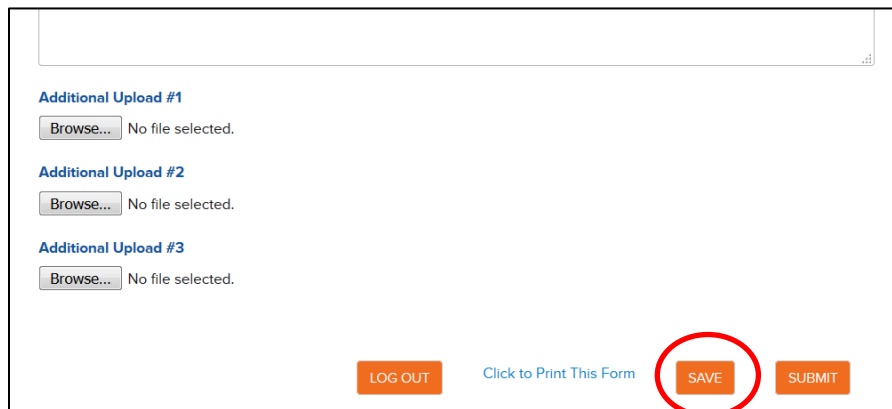 Additional Upload #1
Browse... No file selected.
Additional Upload #2
Browse... No file selected.
Additional Upload #3
Browse... No file selected.
LOG OUT Click to Print This Form SAVE SUBMIT